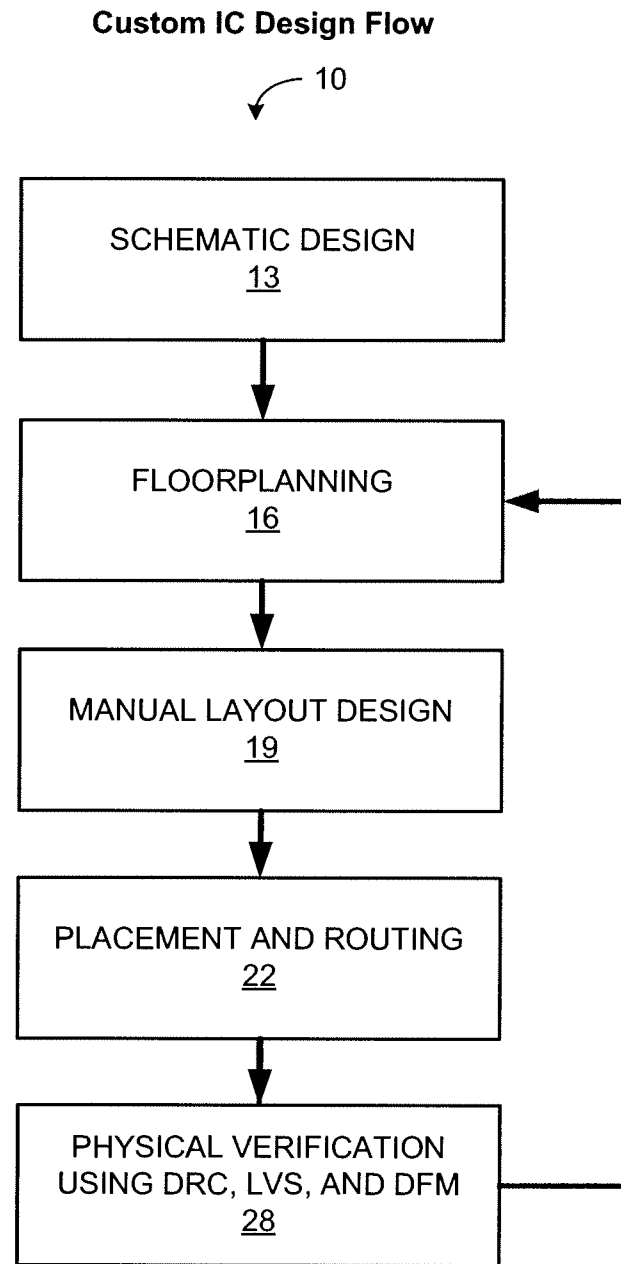 Custom IC Design Flow
10
SCHEMATIC DESIGN
13
FLOORPLANNING
16
MANUAL LAYOUT DESIGN
19
PLACEMENT AND ROUTING
22
PHYSICAL VERIFICATION
USING DRC, LVS, AND DFM
28